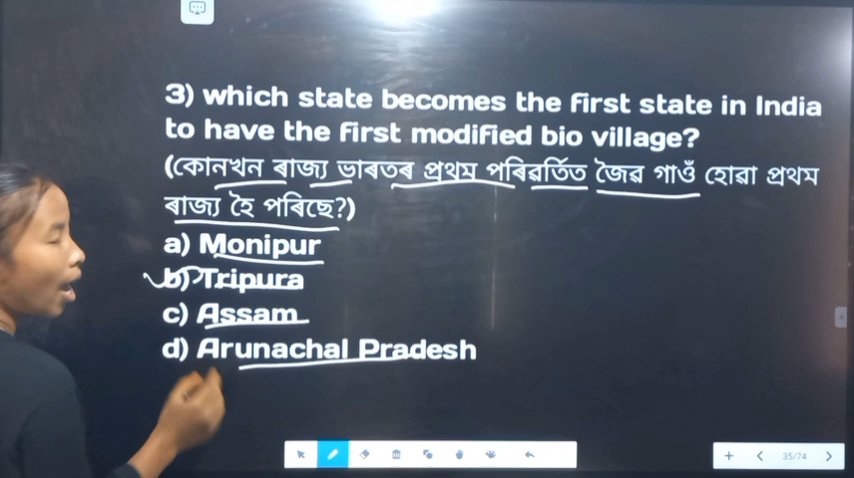 3) which state becomes the first state in India
to have the first modified bio village?
(কোনখন ৰাজ্য ভাৰতৰ প্ৰথম পৰিৱৰ্তিত জৈৱ গাওঁ হোৱা প্ৰথম
ৰাজ্য হৈ পৰিছে?)
a) Monipur
b) Tripura
c) Assam
d) Arunachal Pradesh
35/74